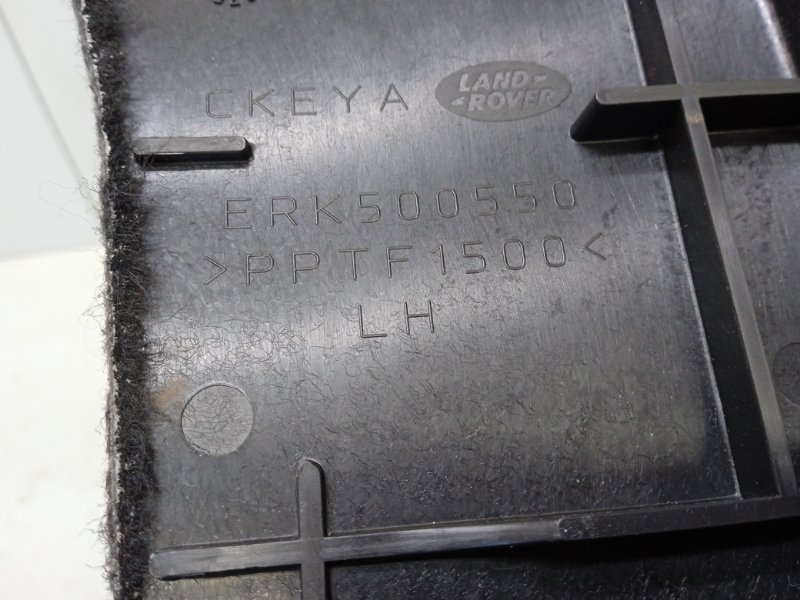 CKEYA
LAND-
-ROVER
ERK500550
>PPTF1500<
LH